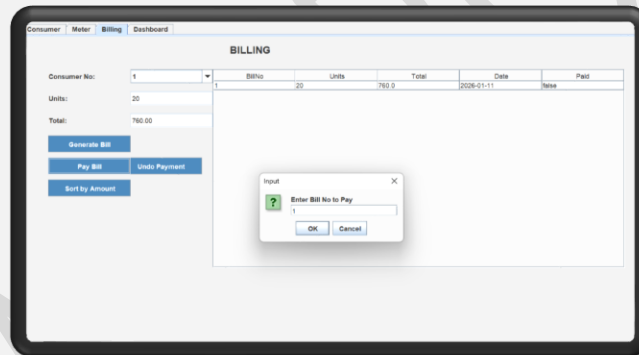 Consumer Meter Billing Dashboard
BILLING
Consumer No: 1
BillNo Units Total Date Paid
1 20 760.0 2026-01-11 false
Units: 20
Total: 760.00
Generate Bill
Pay Bill Undo Payment
Sort by Amount
Input
? Enter Bill No to Pay
1
OK Cancel